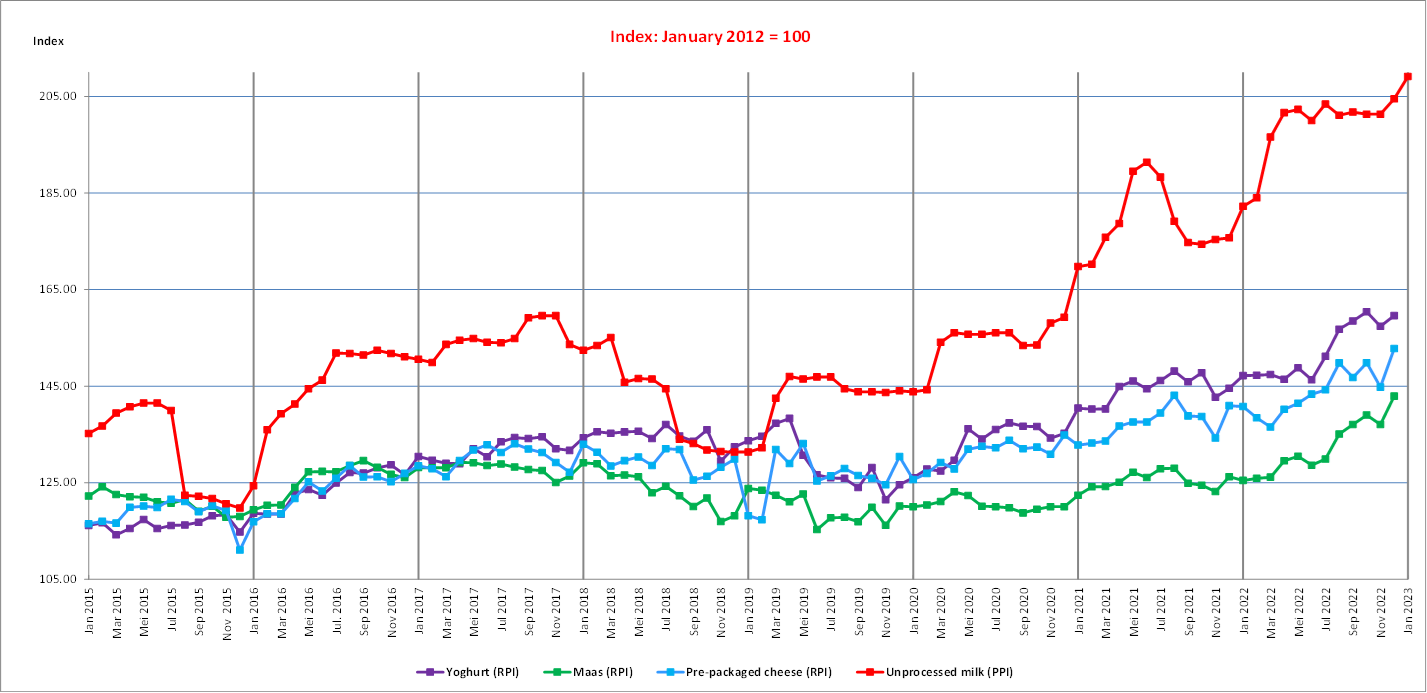 Index: January 2012 = 100
Index
205.00
185.00
165.00
145.00
125.00
105.00
Jan 2015
Mar 2015
Mei 2015
Jul 2015
Sep 2015
Nov 2015
Jan 2016
Mar 2016
Mei 2016
Jul. 2016
Sep 2016
Nov 2016
Jan 2017
Mar 2017
Mei 2017
Jul 2017
Sep 2017
Nov 2017
Jan 2018
Mar 2018
Mei 2018
Jul 2018
Sep 2018
Nov 2018
Jan 2019
Mar 2019
Mei 2019
Jul 2019
Sep 2019
Nov 2019
Jan 2020
Mar 2020
Mei 2020
Jul 2020
Sep 2020
Nov 2020
Jan 2021
Mar 2021
Mei 2021
Jul 2021
Sep 2021
Nov 2021
Jan 2022
Mar 2022
Mei 2022
Jul 2022
Sep 2022
Nov 2022
Jan 2023
Yoghurt (RPI) Maas (RPI) Pre-packaged cheese (RPI) Unprocessed milk (PPI)